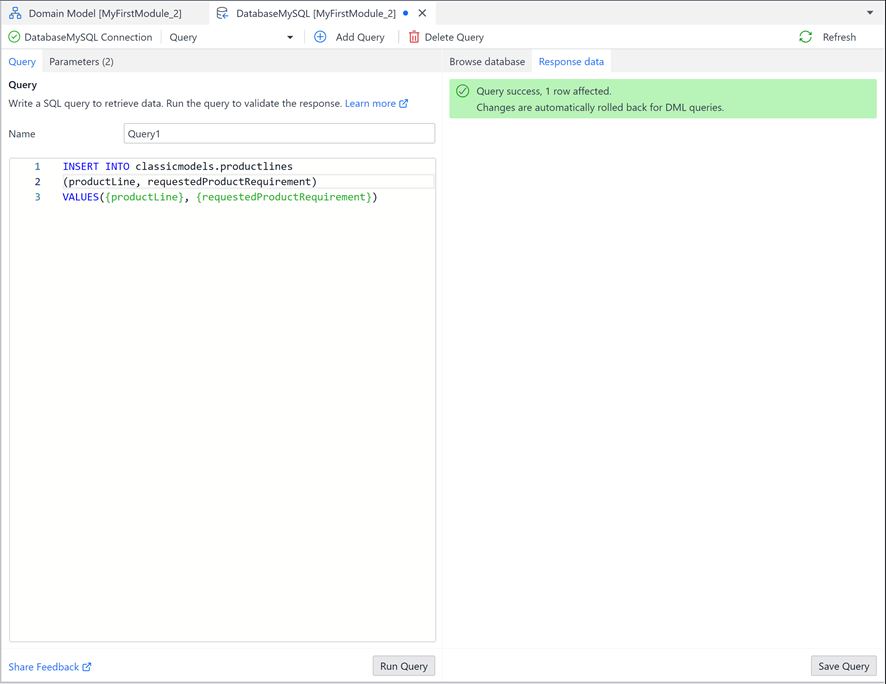 Domain Model [MyFirstModule_2]
DatabaseMySQL [MyFirstModule_2]
DatabaseMySQL Connection
Query
Add Query
Delete Query
Refresh
Query
Parameters (2)
Browse database
Response data
Query
Write a SQL query to retrieve data. Run the query to validate the response. Learn more
Name
Query1
1 INSERT INTO classicmodels.productlines
2 (productLine, requestedProductRequirement)
3 VALUES({productLine}, {requestedProductRequirement})
Query success, 1 row affected.
Changes are automatically rolled back for DML queries.
Share Feedback
Run Query
Save Query